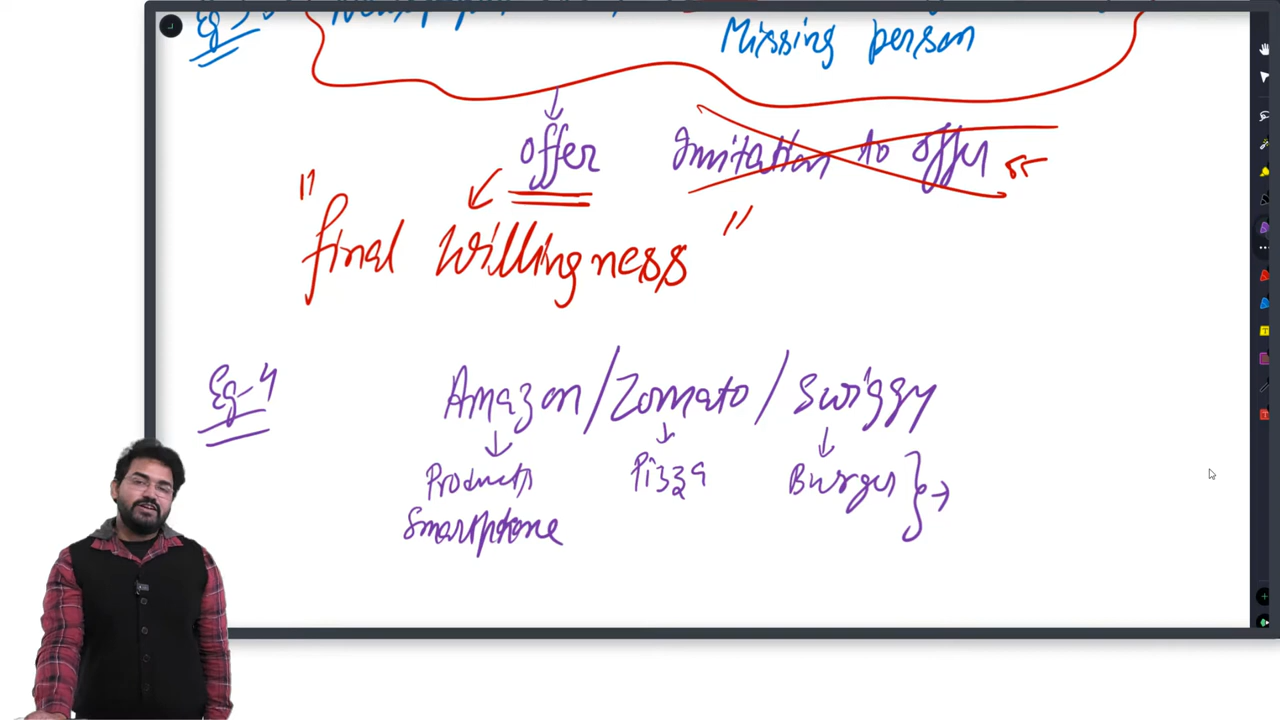 Missing person
offer Invitation to offer
"final Willingness"
Eg-4 Amazon/Zomato/Swiggy
Products Pizza Burger
Smartphone